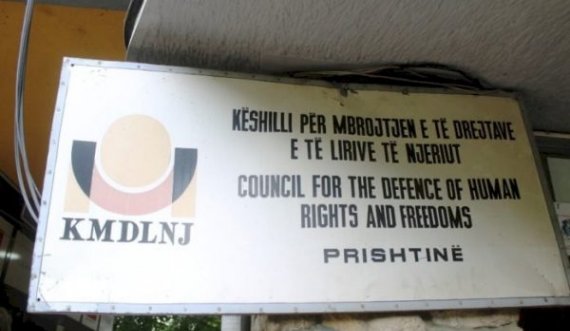 KËSHILLI PËR MBROJTJEN E TË DREJTAVE
E TË LIRIVE TË NJERIUT
COUNCIL FOR THE DEFENCE OF HUMAN
RIGHTS AND FREEDOMS
PRISHTINË
KMDLNJ